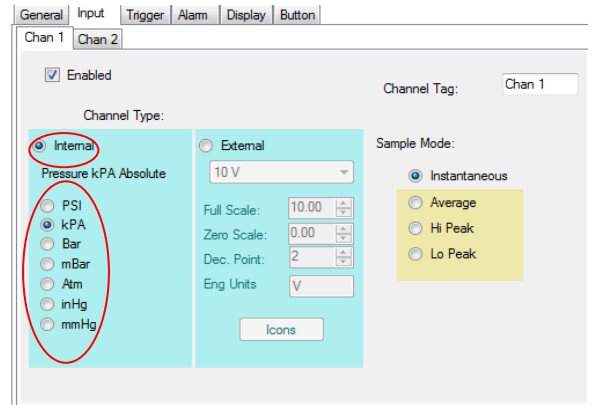 General Input Trigger Alarm Display Button
Chan 1 Chan 2
Enabled
Channel Tag: Chan 1
Channel Type:
Internal
Pressure kPA Absolute
PSI
kPA
Bar
mBar
Atm
inHg
mmHg
External
10 V
Full Scale: 10.00
Zero Scale: 0.00
Dec. Point: 2
Eng Units V
Icons
Sample Mode:
Instantaneous
Average
Hi Peak
Lo Peak